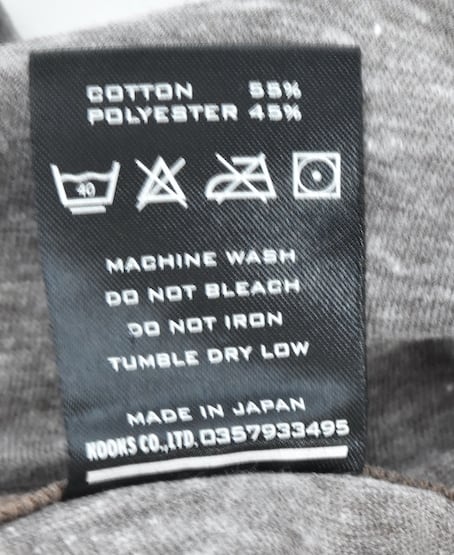 COTTON 55%
POLYESTER 45%
40
MACHINE WASH
DO NOT BLEACH
DO NOT IRON
TUMBLE DRY LOW
MADE IN JAPAN
KOOKS CO.,LTD. 0357933495